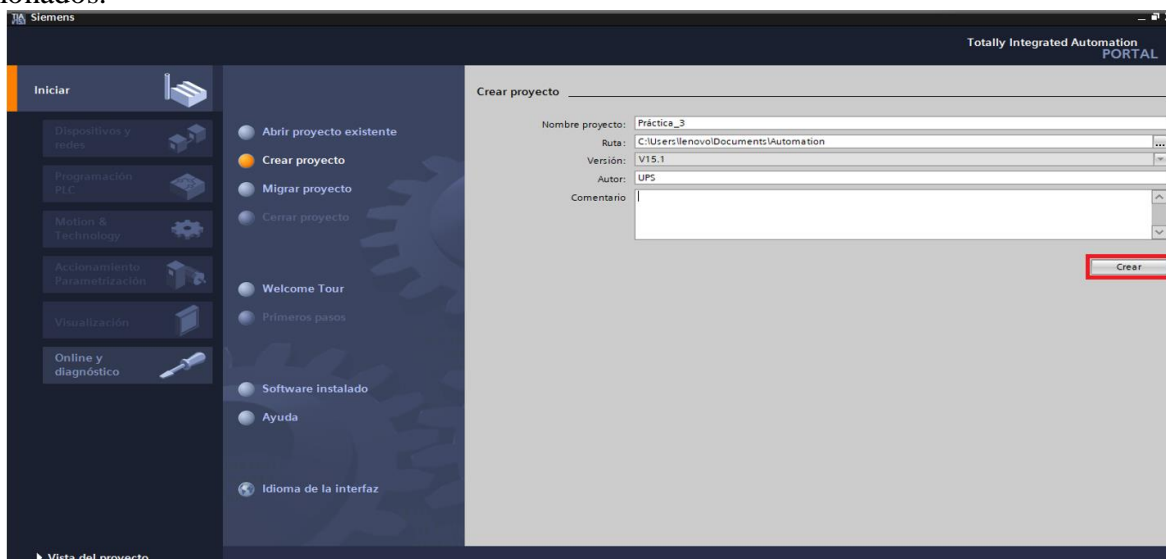 Siemens
Totally Integrated Automation
PORTAL
Iniciar
Dispositivos y
redes
Programación
PLC
Motion &
Technology
Accionamiento
Parametrización
Visualización
Online y
diagnóstico
Abrir proyecto existente
Crear proyecto
Migrar proyecto
Cerrar proyecto
Welcome Tour
Primeros pasos
Software instalado
Ayuda
Idioma de la interfaz
Crear proyecto
Nombre proyecto: Práctica_3
Ruta: C:\Users\lenovo\Documents\Automation
Versión: V15.1
Autor: UPS
Comentario
Crear
Vista del proyecto